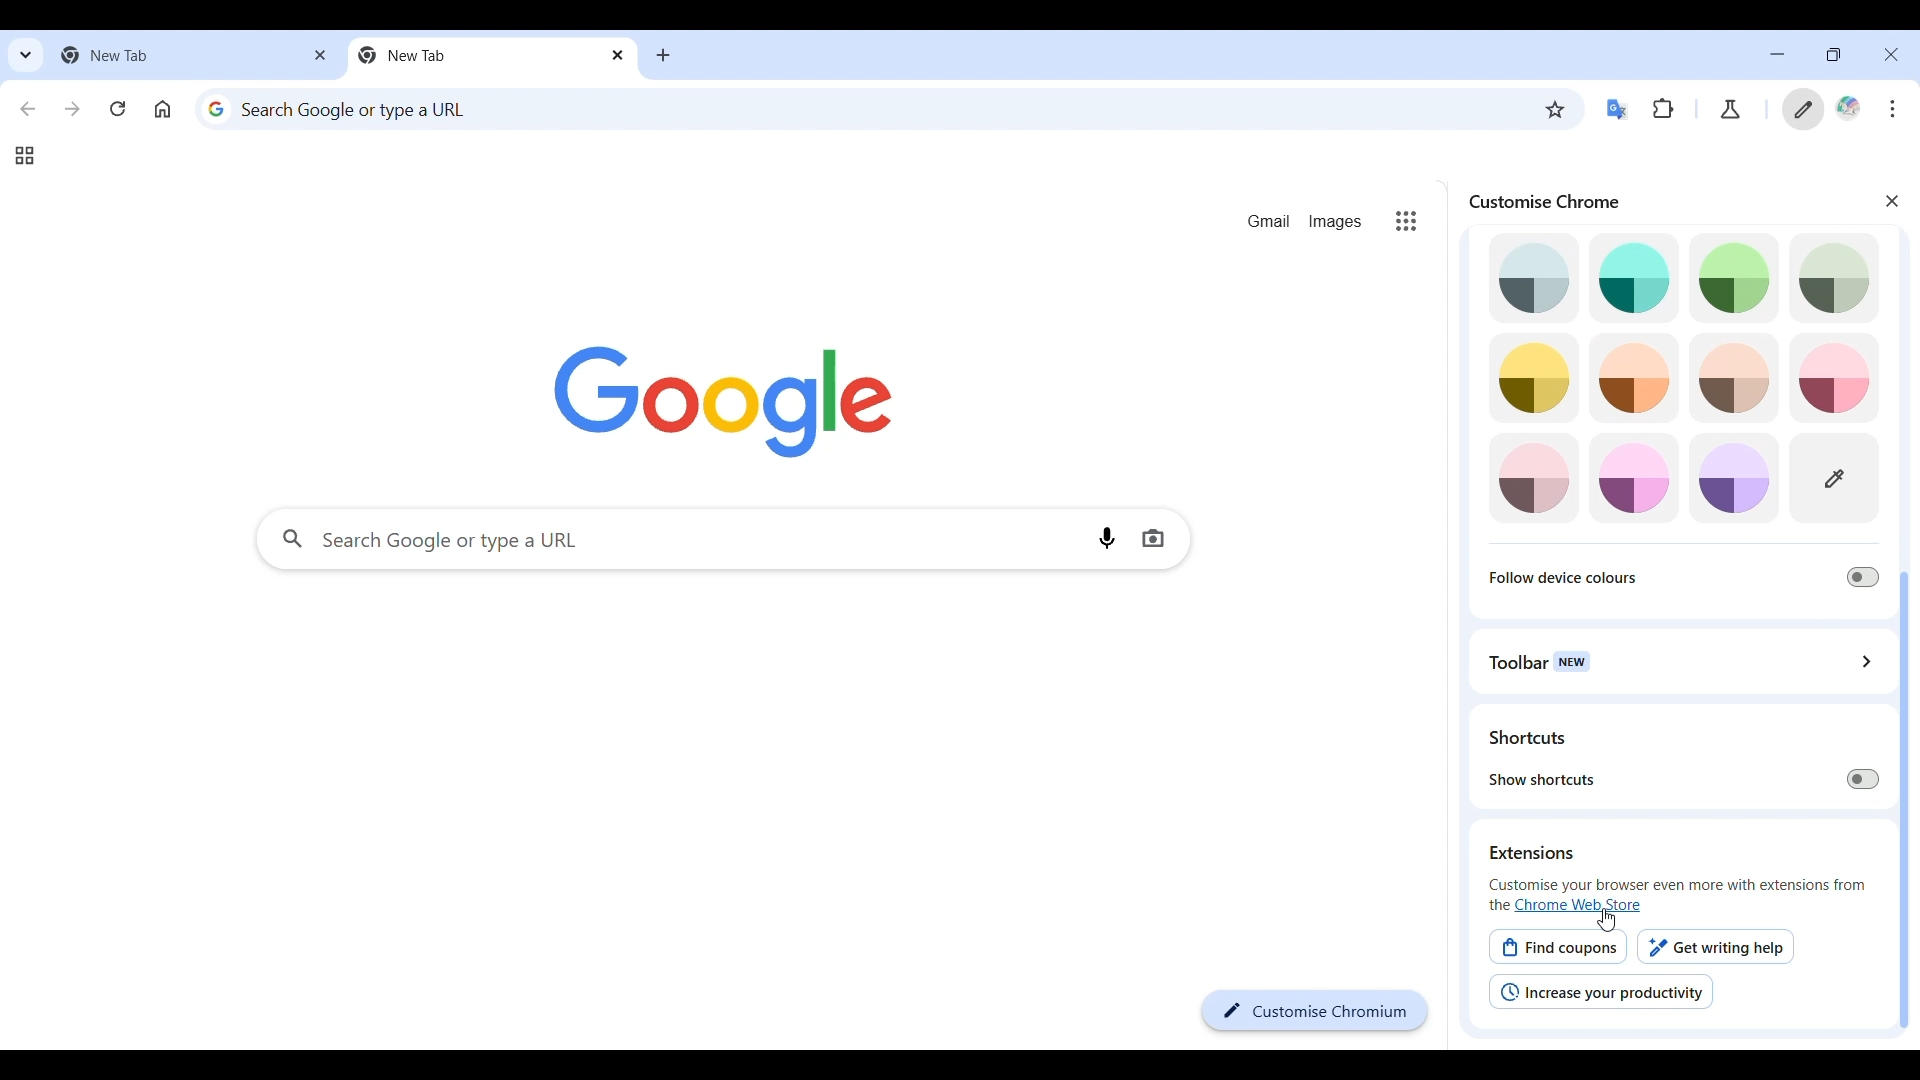 New Tab
New Tab
Search Google or type a URL
Gmail Images
Google
Search Google or type a URL
Customise Chromium
Customise Chrome
Follow device colours
Toolbar NEW
Shortcuts
Show shortcuts
Extensions
Customise your browser even more with extensions from
the Chrome Web Store
Find coupons
Get writing help
Increase your productivity